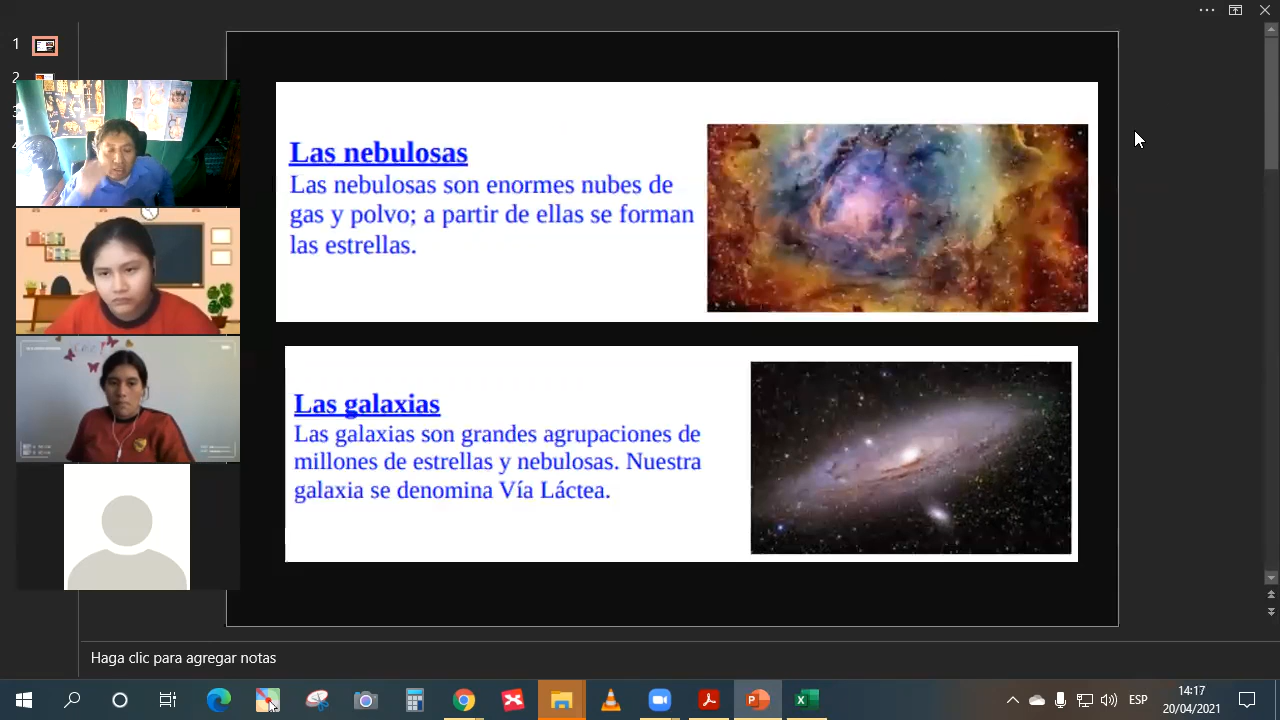 1
2
Las nebulosas
Las nebulosas son enormes nubes de
gas y polvo; a partir de ellas se forman
las estrellas.
Las galaxias
Las galaxias son grandes agrupaciones de
millones de estrellas y nebulosas. Nuestra
galaxia se denomina Vía Láctea.
Haga clic para agregar notas
ESP
14:17
20/04/2021